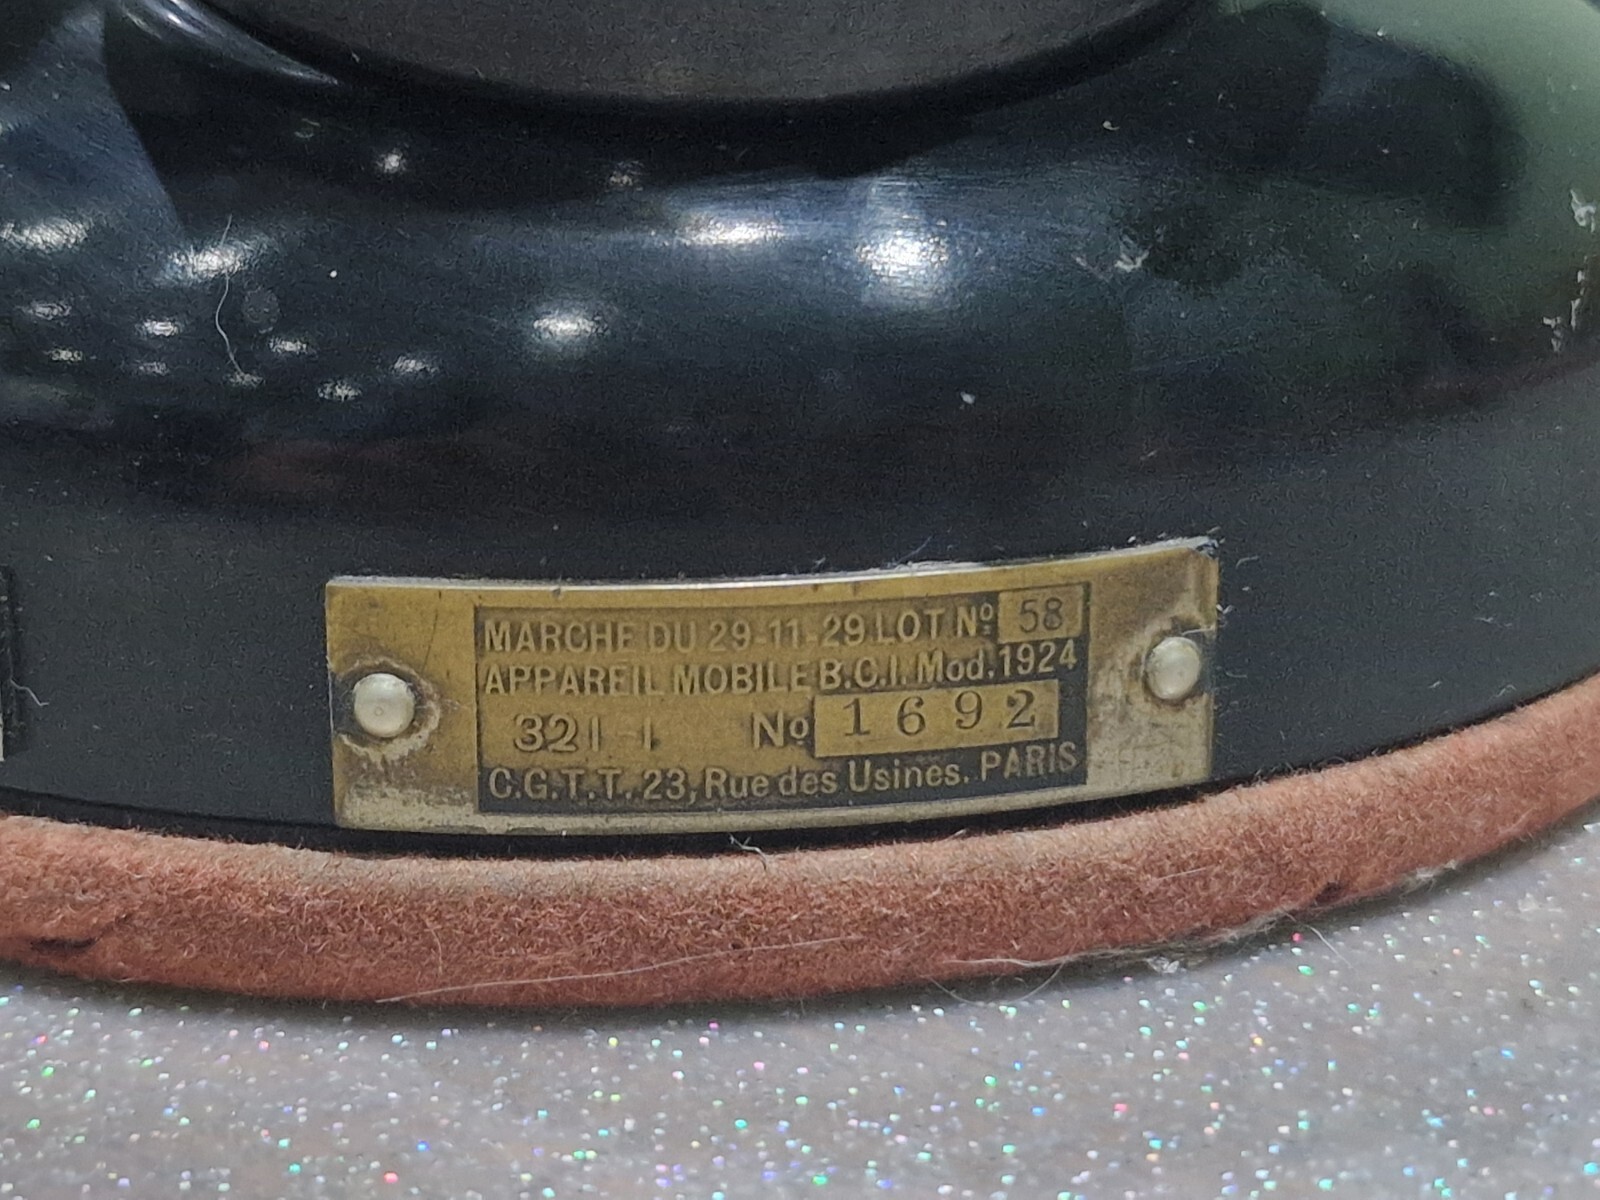 MARCHE DU 29-11-29 LOT No: 58
APPAREIL MOBILE B.C.I. Mod. 1924
321-1 No 1692
C.G.T.T. 23, Rue des Usines. PARIS